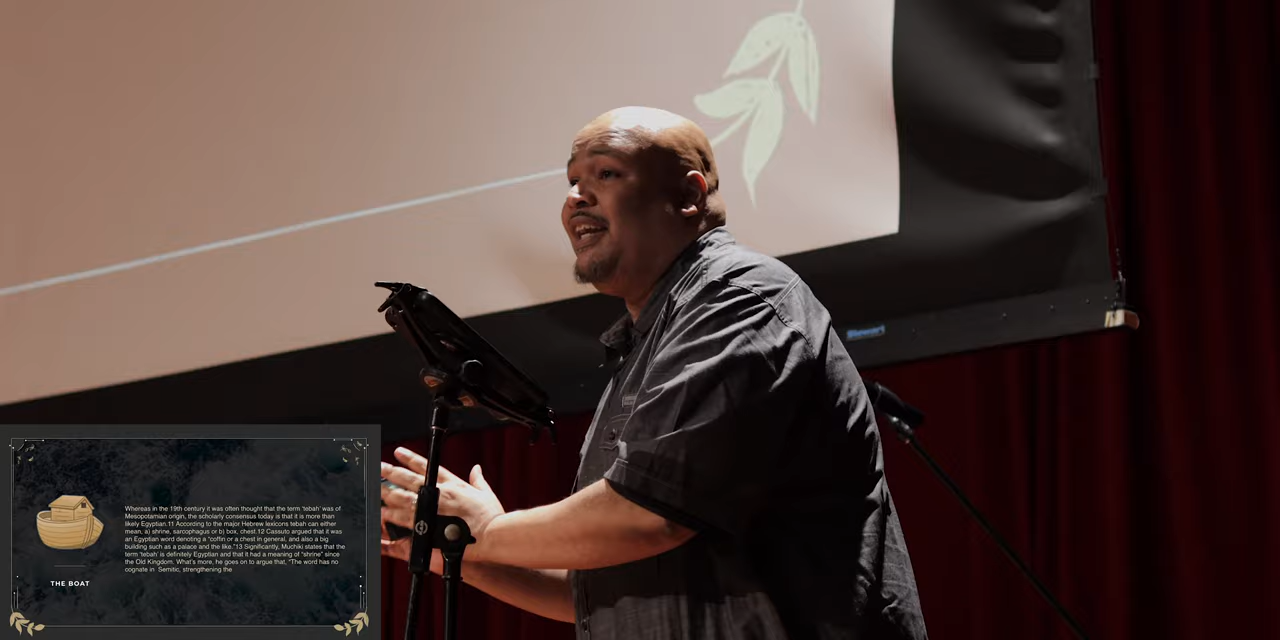 Stewart
Whereas in the 19th century it was often thought that the term 'tebah' was of
Mesopotamian origin, the scholarly consensus today is that it is more than
likely Egyptian.11 According to the major Hebrew lexicons tebah can either
mean, a) shrine, sarcophagus or b) box, chest.12 Cassuto argued that it was
an Egyptian word denoting a "coffin or a chest in general, and also a big
building such as a palace and the like."13 Significantly, Muchiki states that the
term 'tebah' is definitely Egyptian and that it had a meaning of "shrine" since
the Old Kingdom. What's more, he goes on to argue that, "The word has no
cognate in Semitic, strengthening the
THE BOAT